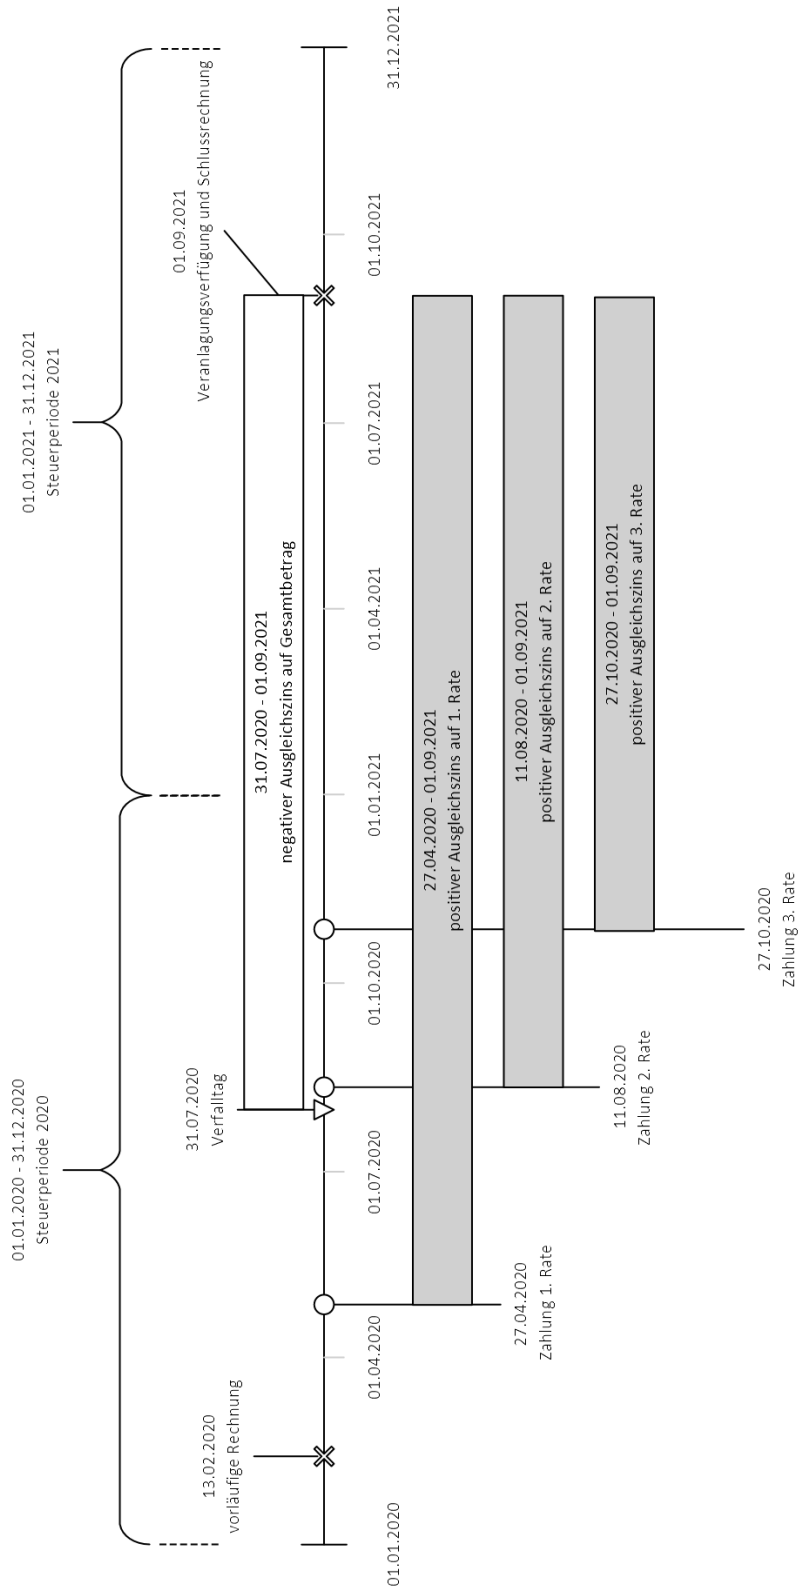 01.01.2020 - 31.12.2020
Steuerperiode 2020
01.01.2021 - 31.12.2021
Steuerperiode 2021
13.02.2020
vorläufige Rechnung
31.07.2020
Verfalltag
01.09.2021
Veranlagungsverfügung und Schlussrechnung
31.07.2020 - 01.09.2021
negativer Ausgleichszins auf Gesamtbetrag
01.01.2020
01.04.2020
01.07.2020
01.10.2020
01.01.2021
01.04.2021
01.07.2021
01.10.2021
31.12.2021
27.04.2020 - 01.09.2021
positiver Ausgleichszins auf 1. Rate
27.04.2020
Zahlung 1. Rate
11.08.2020 - 01.09.2021
positiver Ausgleichszins auf 2. Rate
11.08.2020
Zahlung 2. Rate
27.10.2020 - 01.09.2021
positiver Ausgleichszins auf 3. Rate
27.10.2020
Zahlung 3. Rate